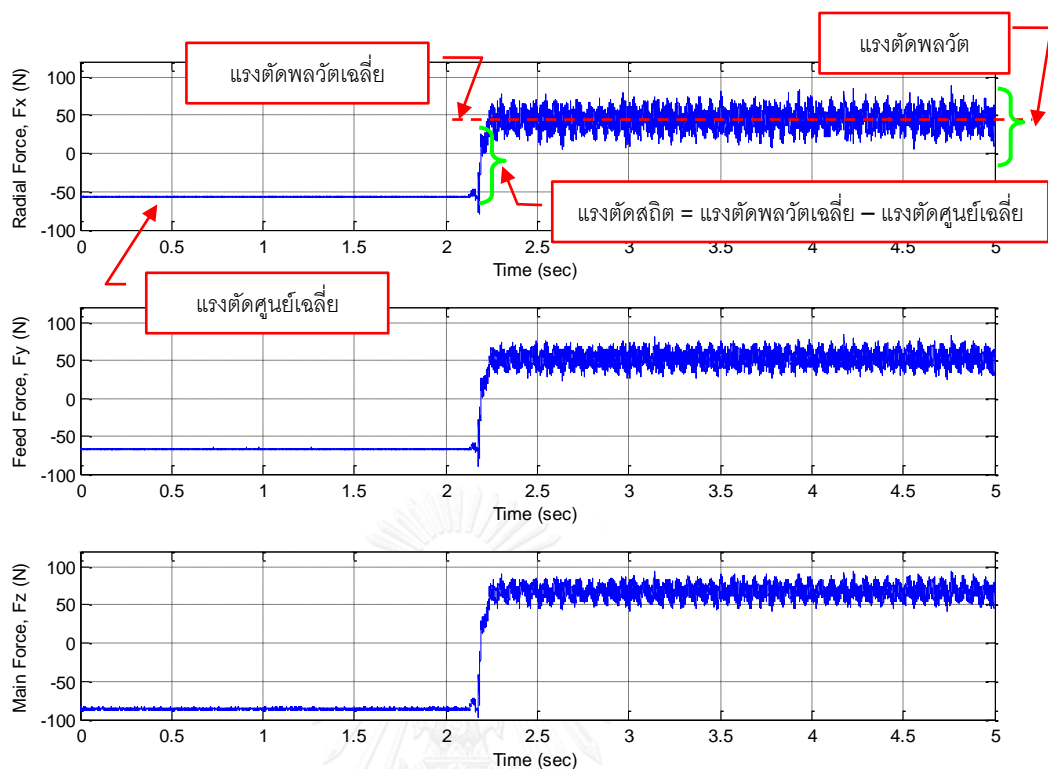 แรงตัดพลวัตเฉลี่ย
แรงตัดพลวัต
Radial Force, Fx (N)
100
50
0
-50
-100
แรงตัดสถิต = แรงตัดพลวัตเฉลี่ย – แรงตัดศูนย์เฉลี่ย
0 0.5 1 1.5 2 2.5 3 3.5 4 4.5 5
Time (sec)
แรงตัดศูนย์เฉลี่ย
Feed Force, Fy (N)
100
50
0
-50
-100
0 0.5 1 1.5 2 2.5 3 3.5 4 4.5 5
Time (sec)
Main Force, Fz (N)
100
50
0
-50
-100
0 0.5 1 1.5 2 2.5 3 3.5 4 4.5 5
Time (sec)